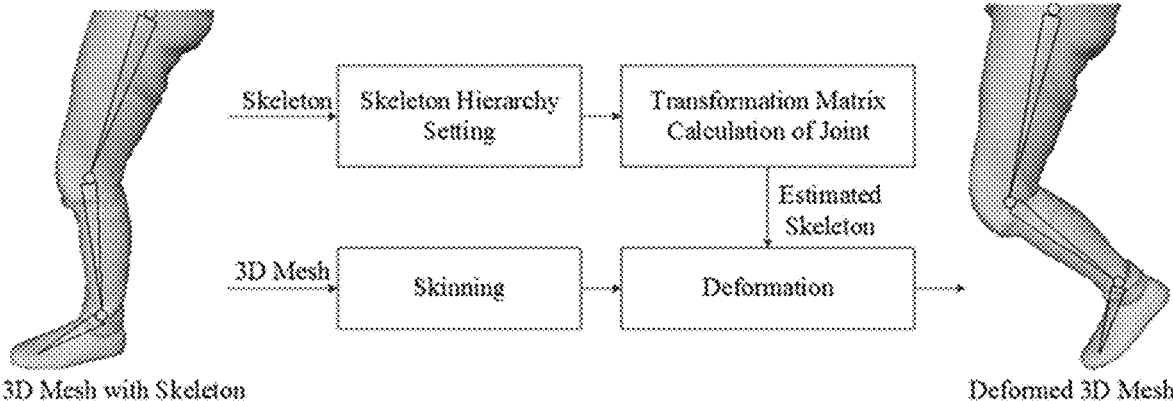 Skeleton
Skeleton Hierarchy
Setting
Transformation Matrix
Calculation of Joint
Estimated
Skeleton
3D Mesh
Skinning
Deformation
3D Mesh with Skeleton
Deformed 3D Mesh